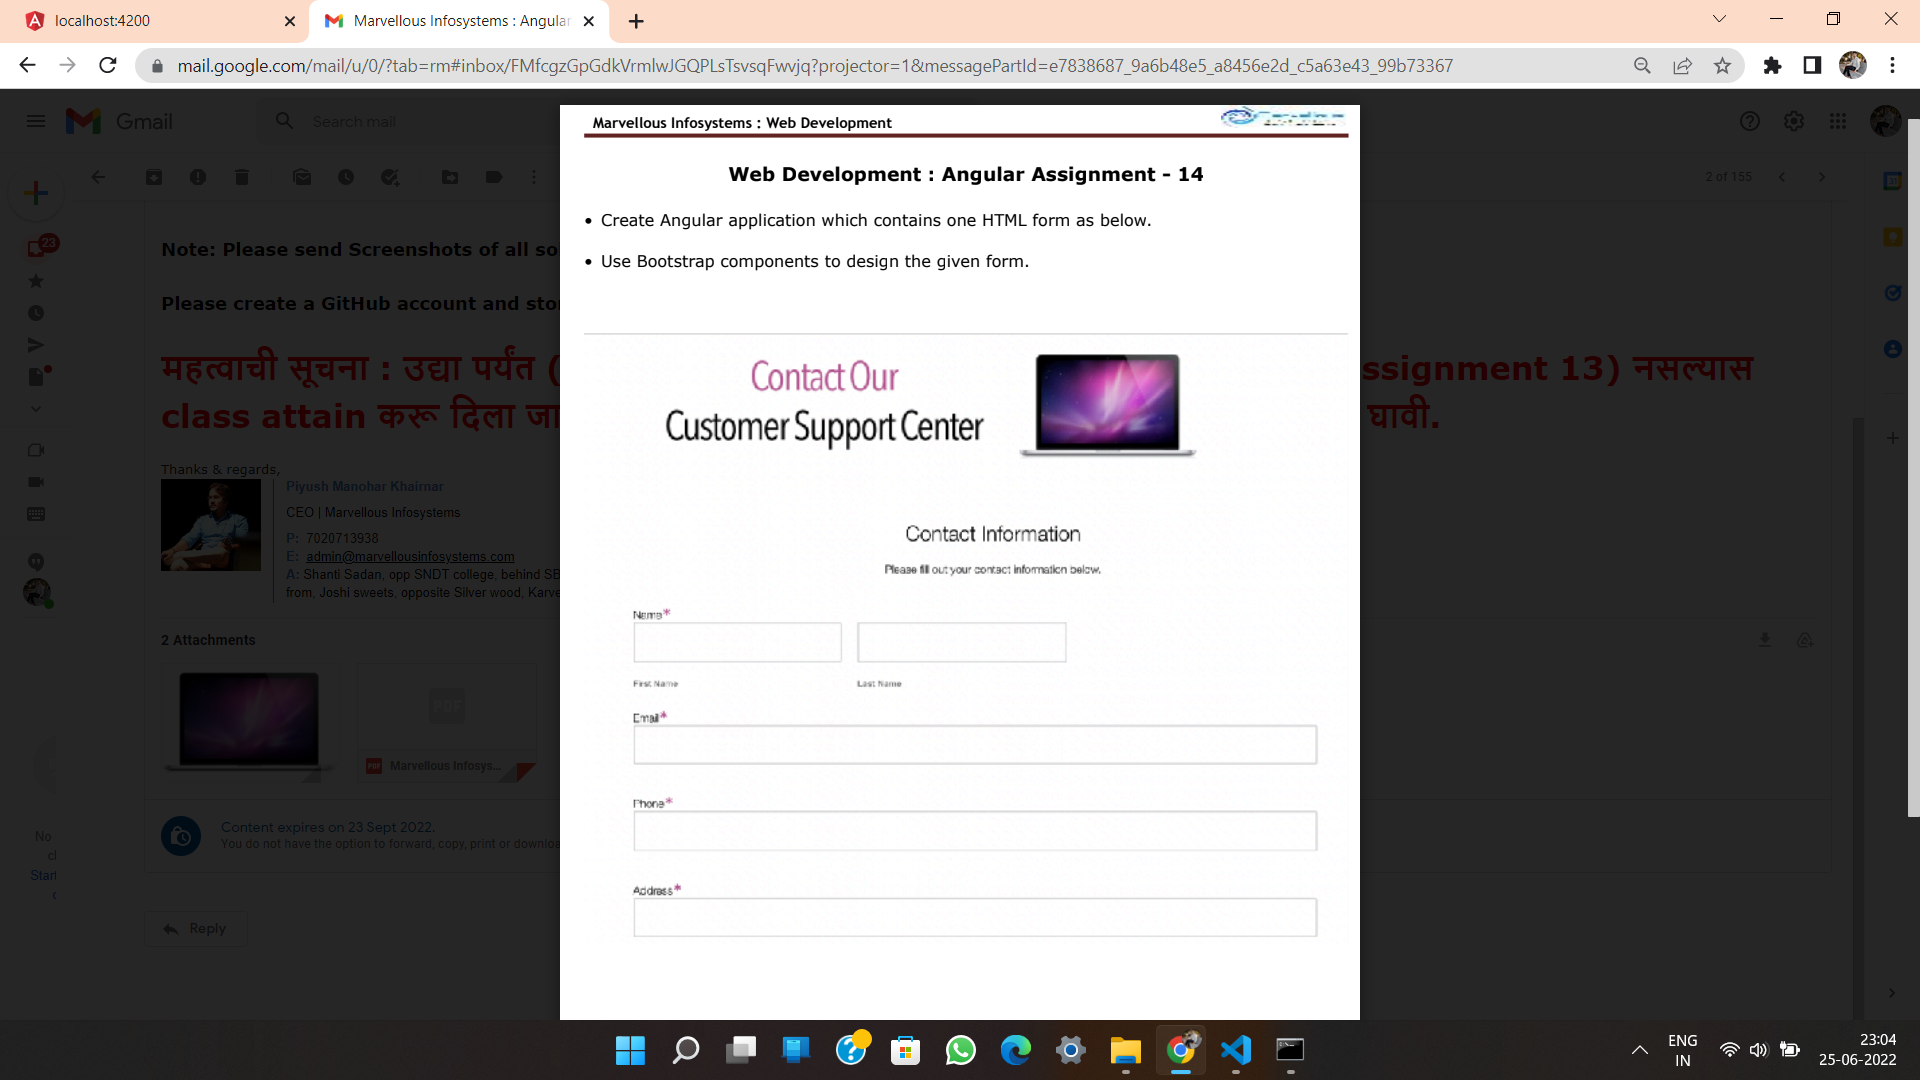 localhost:4200
Marvellous Infosystems : Angular
mail.google.com/mail/u/0/?tab=rm#inbox/FMfcgzGpGdkVrmlwJGQPLsTsvsqFwvjq?projector=1&messagePartId=e7838687_9a6b48e5_a8456e2d_c5a63e43_99b73367
Gmail
Search mail
2 of 155
23
Marvellous Infosystems : Web Development
Web Development : Angular Assignment - 14
• Create Angular application which contains one HTML form as below.
• Use Bootstrap components to design the given form.
Note: Please send Screenshots of all so
Please create a GitHub account and sto
महत्वाची सूचना : उद्या पर्यंत (
ssignment 13) नसल्यास
class attain करू दिला जा
घावी.
Contact Our
Customer Support Center
Thanks & regards,
Piyush Manohar Khairnar
CEO | Marvellous Infosystems
P: 7020713938
E: admin@marvellousinfosystems.com
A: Shanti Sadan, opp SNDT college, behind SB
from, Joshi sweets, opposite Silver wood, Karve
Contact Information
Please fill out your contact information below.
Name*
First Name
Last Name
Email*
Phone*
Address*
2 Attachments
PDF
PDF
Marvellous Infosys...
Content expires on 23 Sept 2022.
You do not have the option to forward, copy, print or downloa
No
Start
Reply
ENG
IN
23:04
25-06-2022